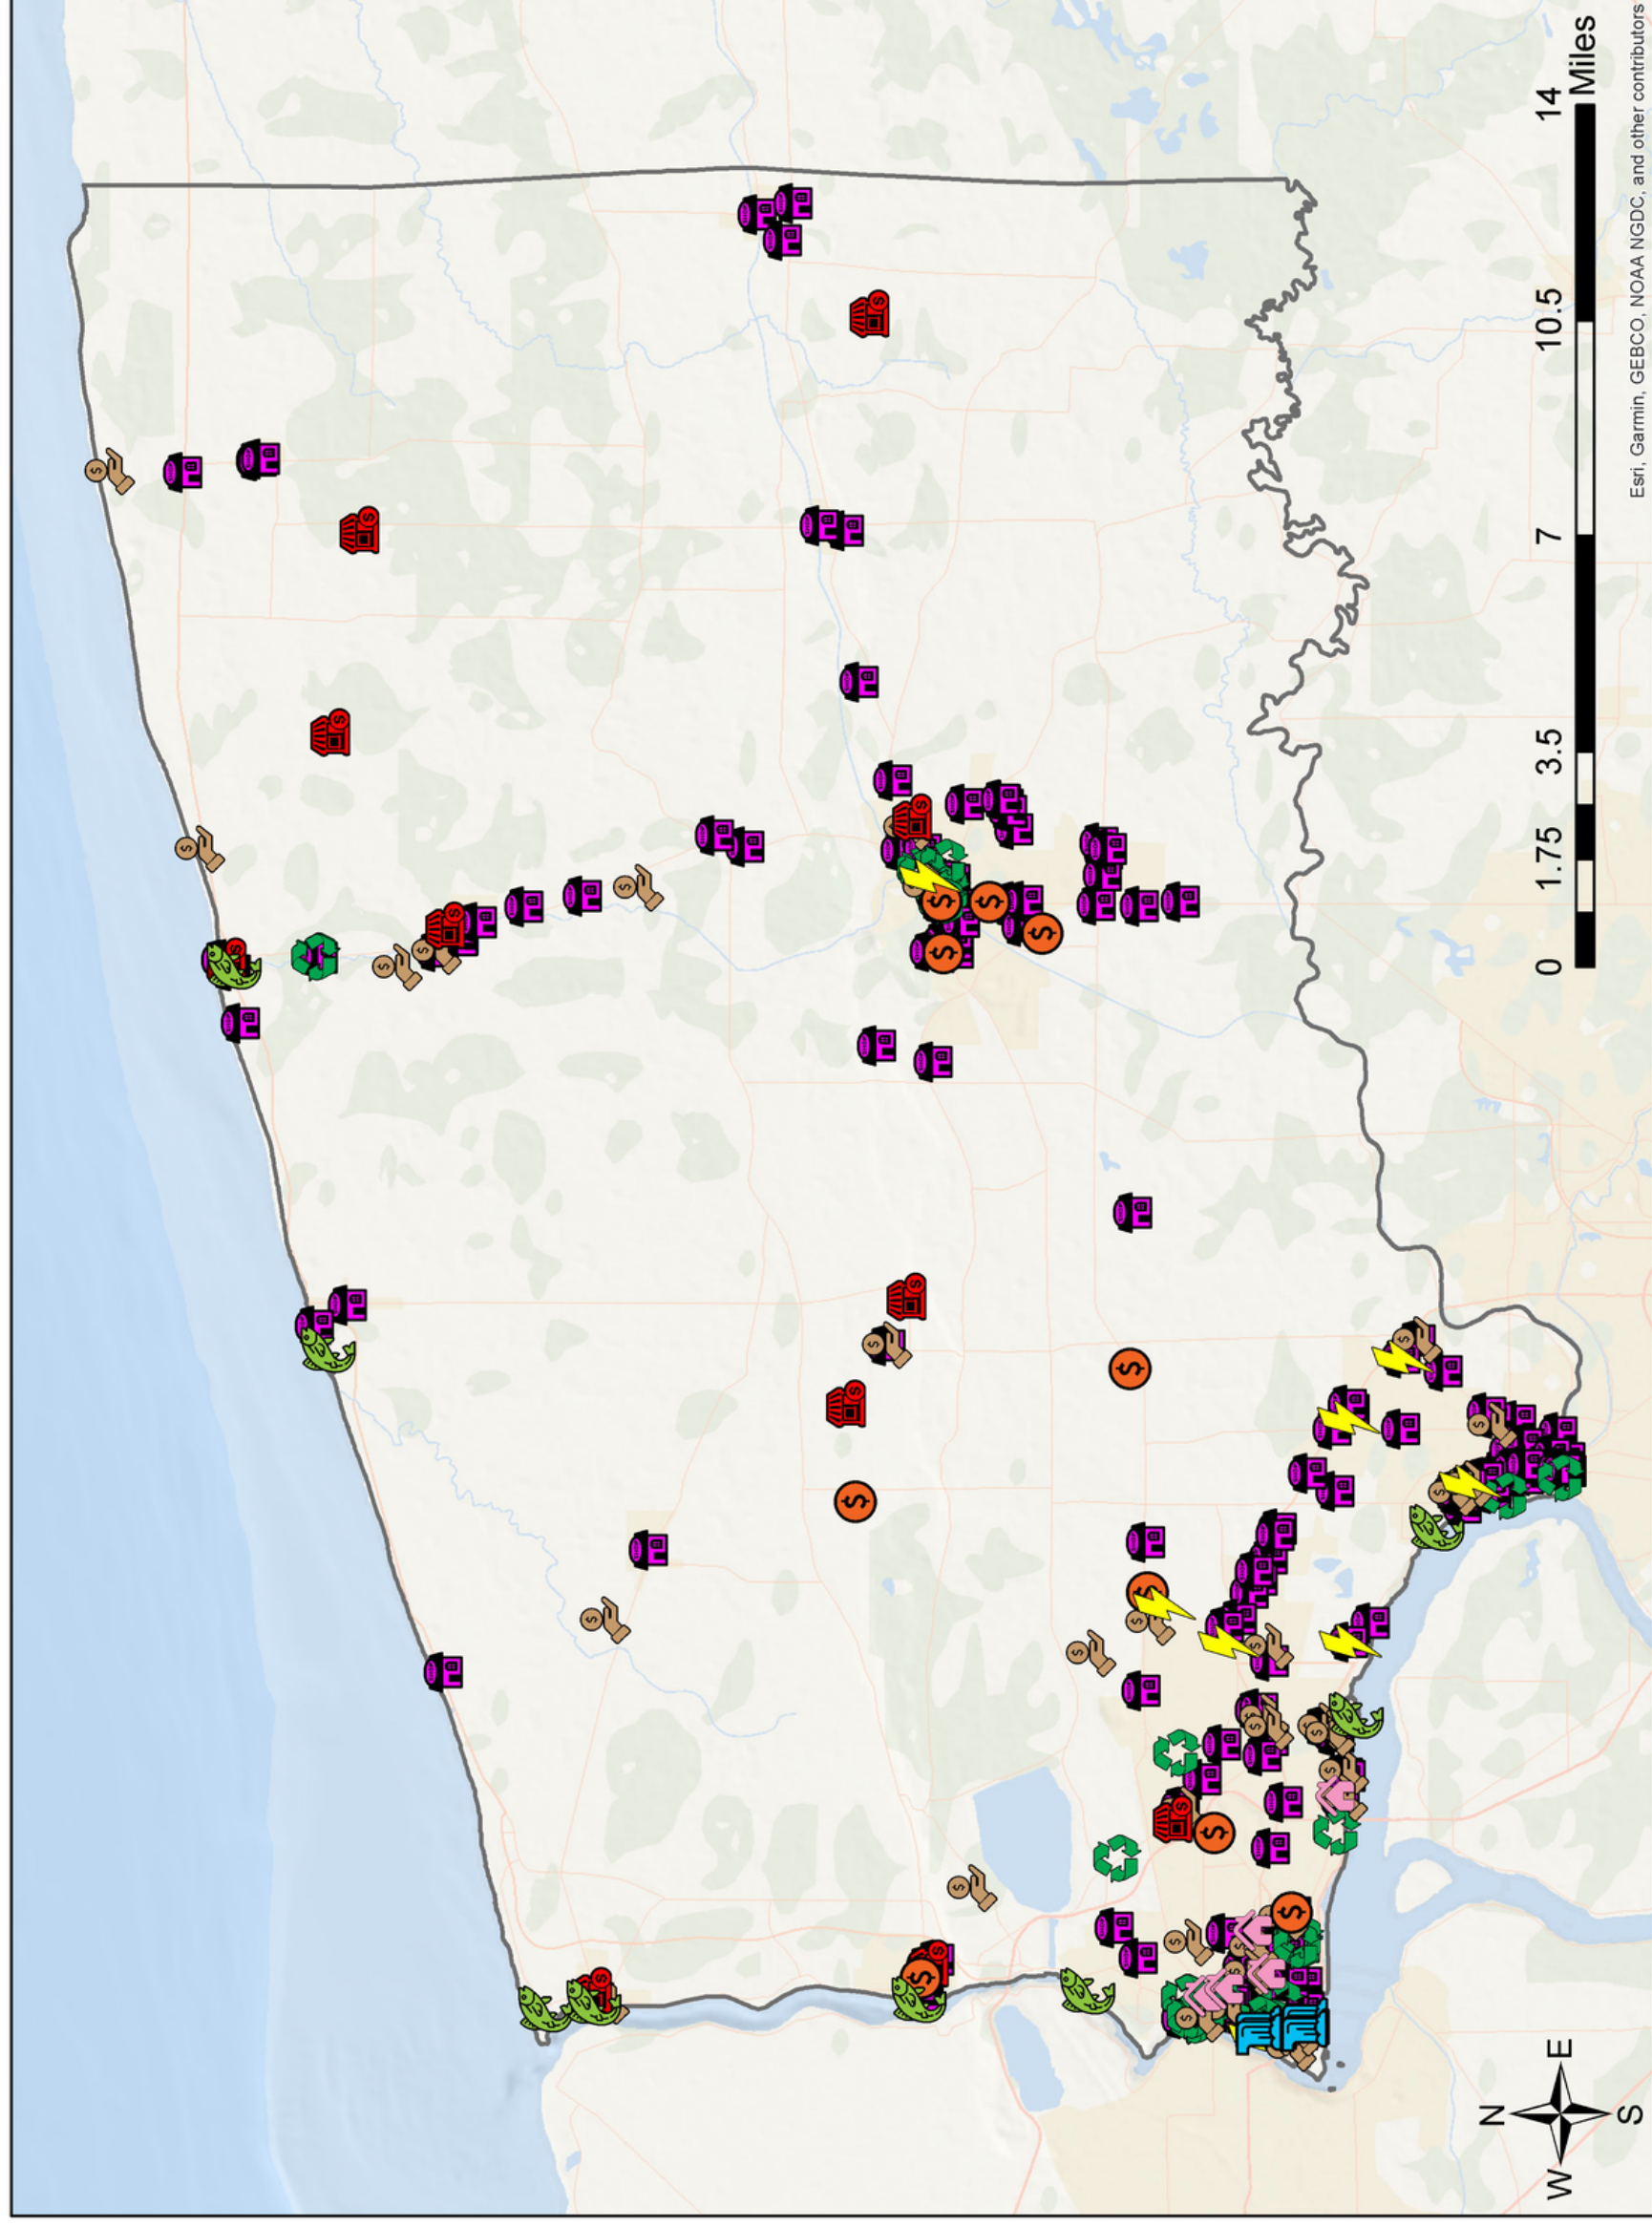 N
W E
S
0 1.75 3.5 7 10.5 14
Miles
Esri, Garmin, GEBCO, NOAA NGDC, and other contributors